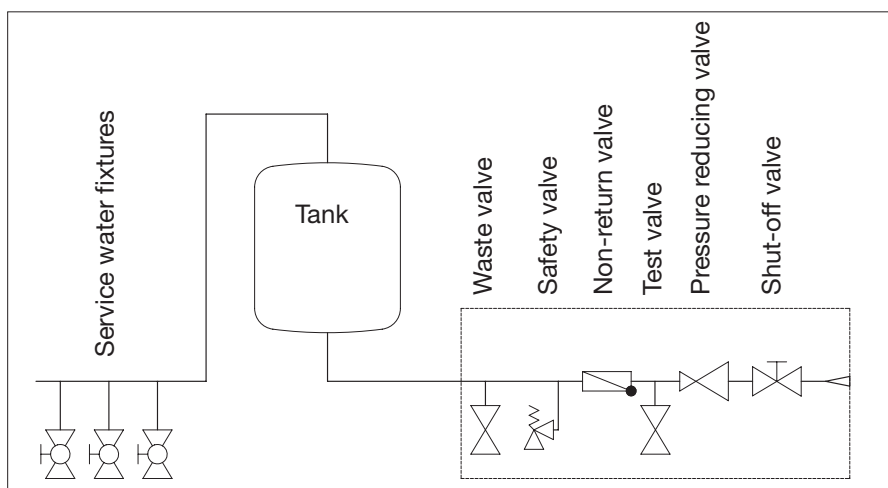 Service water fixtures
Tank
Waste valve
Safety valve
Non-return valve
Test valve
Pressure reducing valve
Shut-off valve